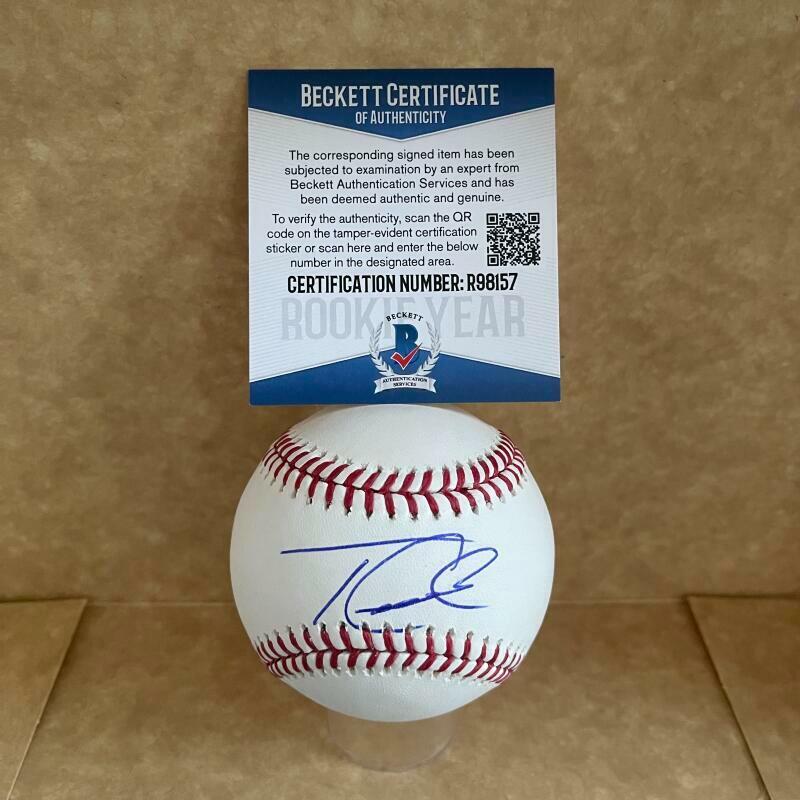 BECKETT CERTIFICATE
OF AUTHENTICITY
The corresponding signed item has been
subjected to examination by an expert from
Beckett Authentication Services and has
been deemed authentic and genuine.
To verify the authenticity, scan the QR
code on the tamper-evident certification
sticker or scan here and enter the below
number in the designated area.
CERTIFICATION NUMBER: R98157
ROOKIE YEAR
BECKETT
B
AUTHENTICATION
SERVICES